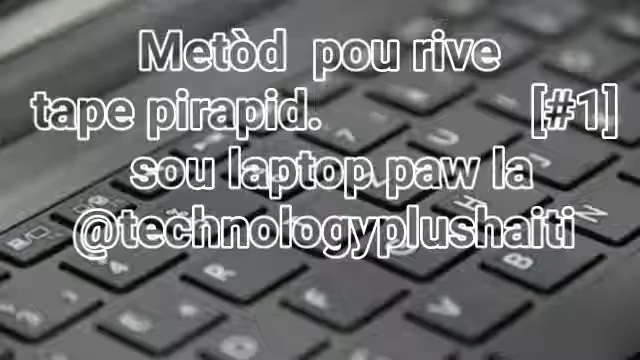 Metòd pou rive
tape pirapid. [#1]
sou laptop paw la
@technologyplushaiti